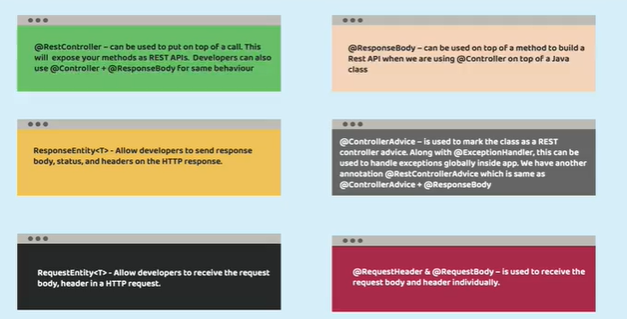 @RestController – can be used to put on top of a call. This
will expose your methods as REST APIs. Developers can also
use @Controller + @ResponseBody for same behaviour
@ResponseBody – can be used on top of a method to build a
Rest API when we are using @Controller on top of a Java
class
ResponseEntity<T> - Allow developers to send response
body, status, and headers on the HTTP response.
@ControllerAdvice – is used to mark the class as a REST
controller advice. Along with @ExceptionHandler, this can be
used to handle exceptions globally inside app. We have another
annotation @RestControllerAdvice which is same as
@ControllerAdvice + @ResponseBody
RequestEntity<T> - Allow developers to receive the request
body, header in a HTTP request.
@RequestHeader & @RequestBody – is used to receive the
request body and header individually.